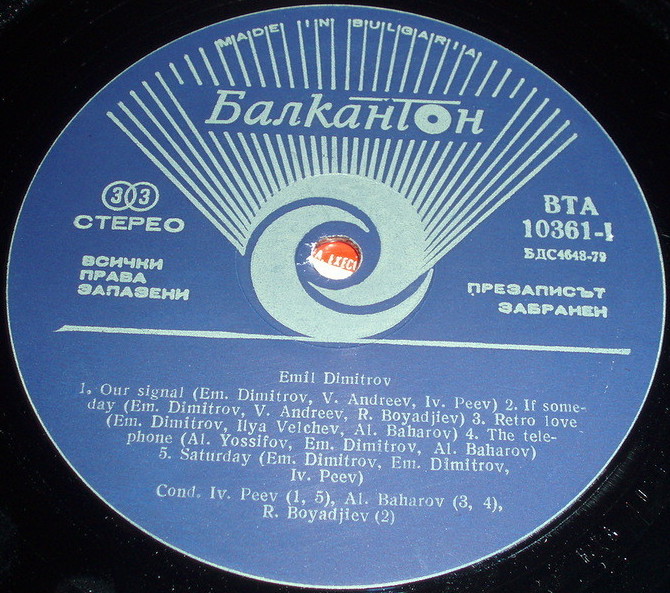 MADE IN BULGARIA
Балкантон
33
СТЕРЕО
ВСИЧКИ
ПРАВА
ЗАПАЗЕНИ
ВТА
10361-I
БДС4648-79
ПРЕЗАПИСЪТ
ЗАБРАНЕН
Emil Dimitrov
1. Our signal (Em. Dimitrov, V. Andreev, Iv. Peev) 2. If some-
day (Em. Dimitrov, V. Andreev, R. Boyadjiev) 3. Retro love
(Em. Dimitrov, Ilya Velchev, Al. Baharov) 4. The tele-
phone (Al. Yossifov, Em. Dimitrov, Al. Baharov)
5. Saturday (Em. Dimitrov, Em. Dimitrov,
Iv. Peev)
Cond. Iv. Peev (1, 5), Al. Baharov (3, 4),
R. Boyadjiev (2)